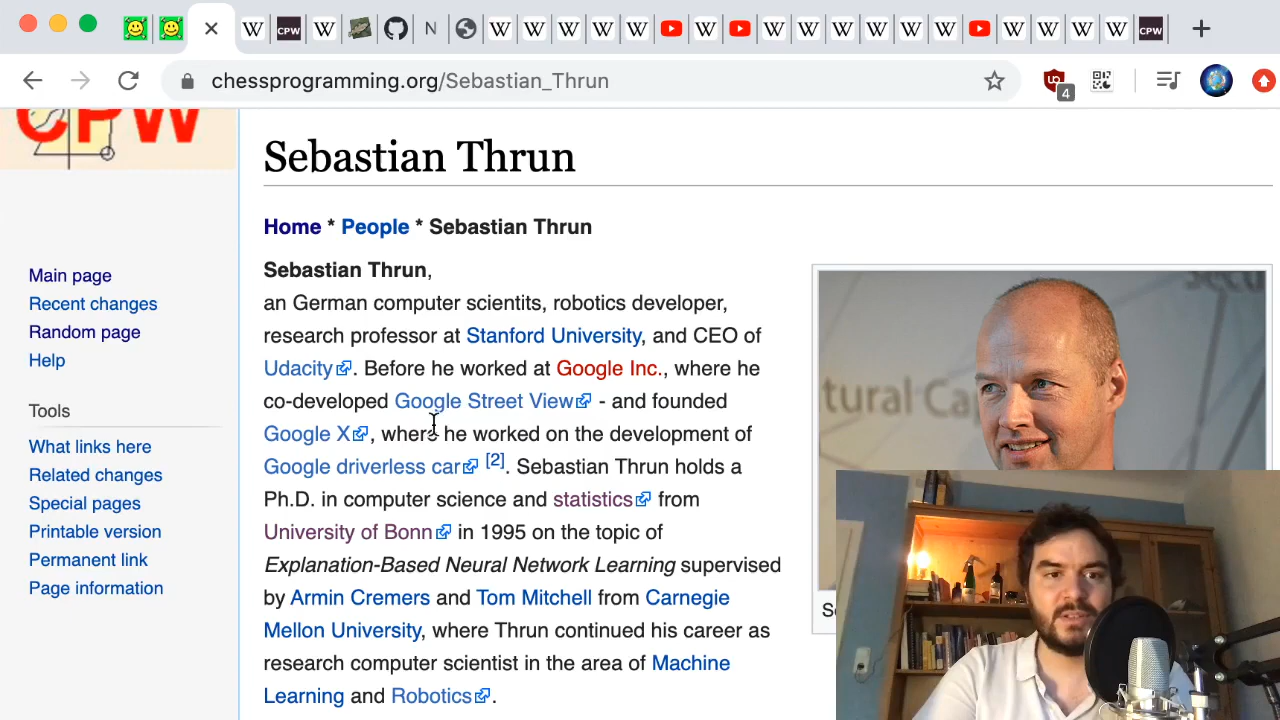 CPW
CPW
chessprogramming.org/Sebastian_Thrun
4
CPW
Sebastian Thrun
Home * People * Sebastian Thrun
Main page
Recent changes
Random page
Help
Tools
What links here
Related changes
Special pages
Printable version
Permanent link
Page information
Sebastian Thrun,
an German computer scientits, robotics developer,
research professor at Stanford University, and CEO of
Udacity. Before he worked at Google Inc., where he
co-developed Google Street View - and founded
Google X, where he worked on the development of
Google driverless car [2]. Sebastian Thrun holds a
Ph.D. in computer science and statistics from
University of Bonn in 1995 on the topic of
Explanation-Based Neural Network Learning supervised
by Armin Cremers and Tom Mitchell from Carnegie
Mellon University, where Thrun continued his career as
research computer scientist in the area of Machine
Learning and Robotics.
tural Cap